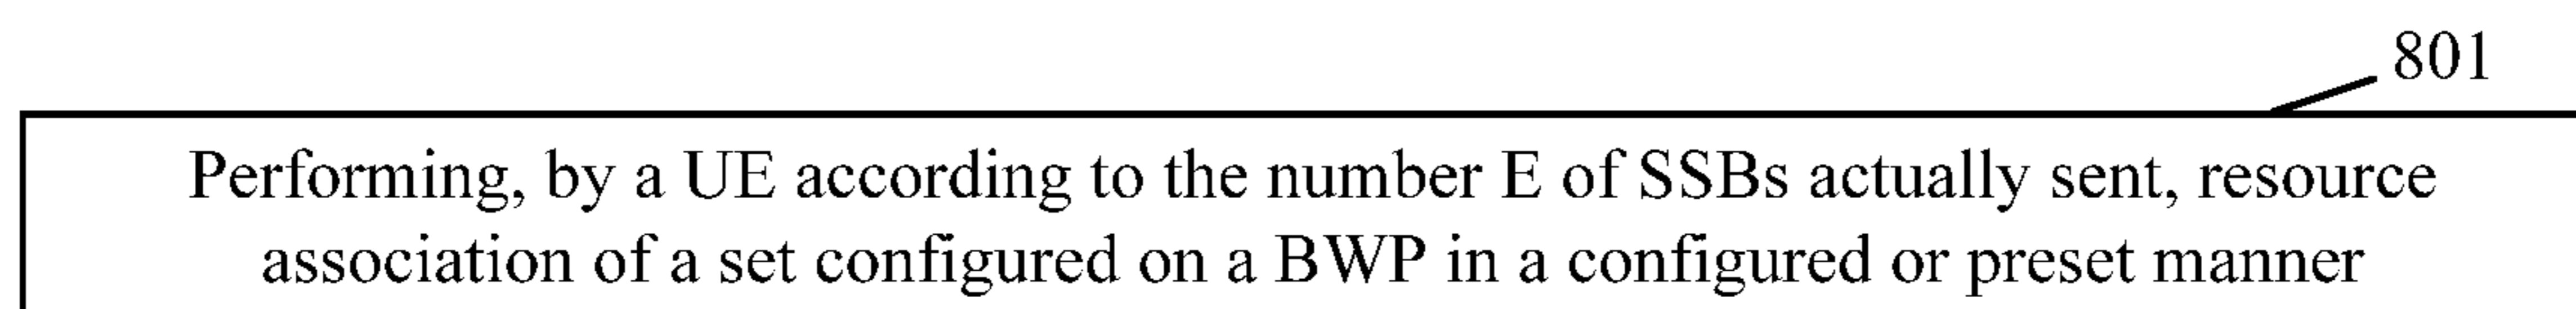 801
Performing, by a UE according to the number E of SSBs actually sent, resource
association of a set configured on a BWP in a configured or preset manner